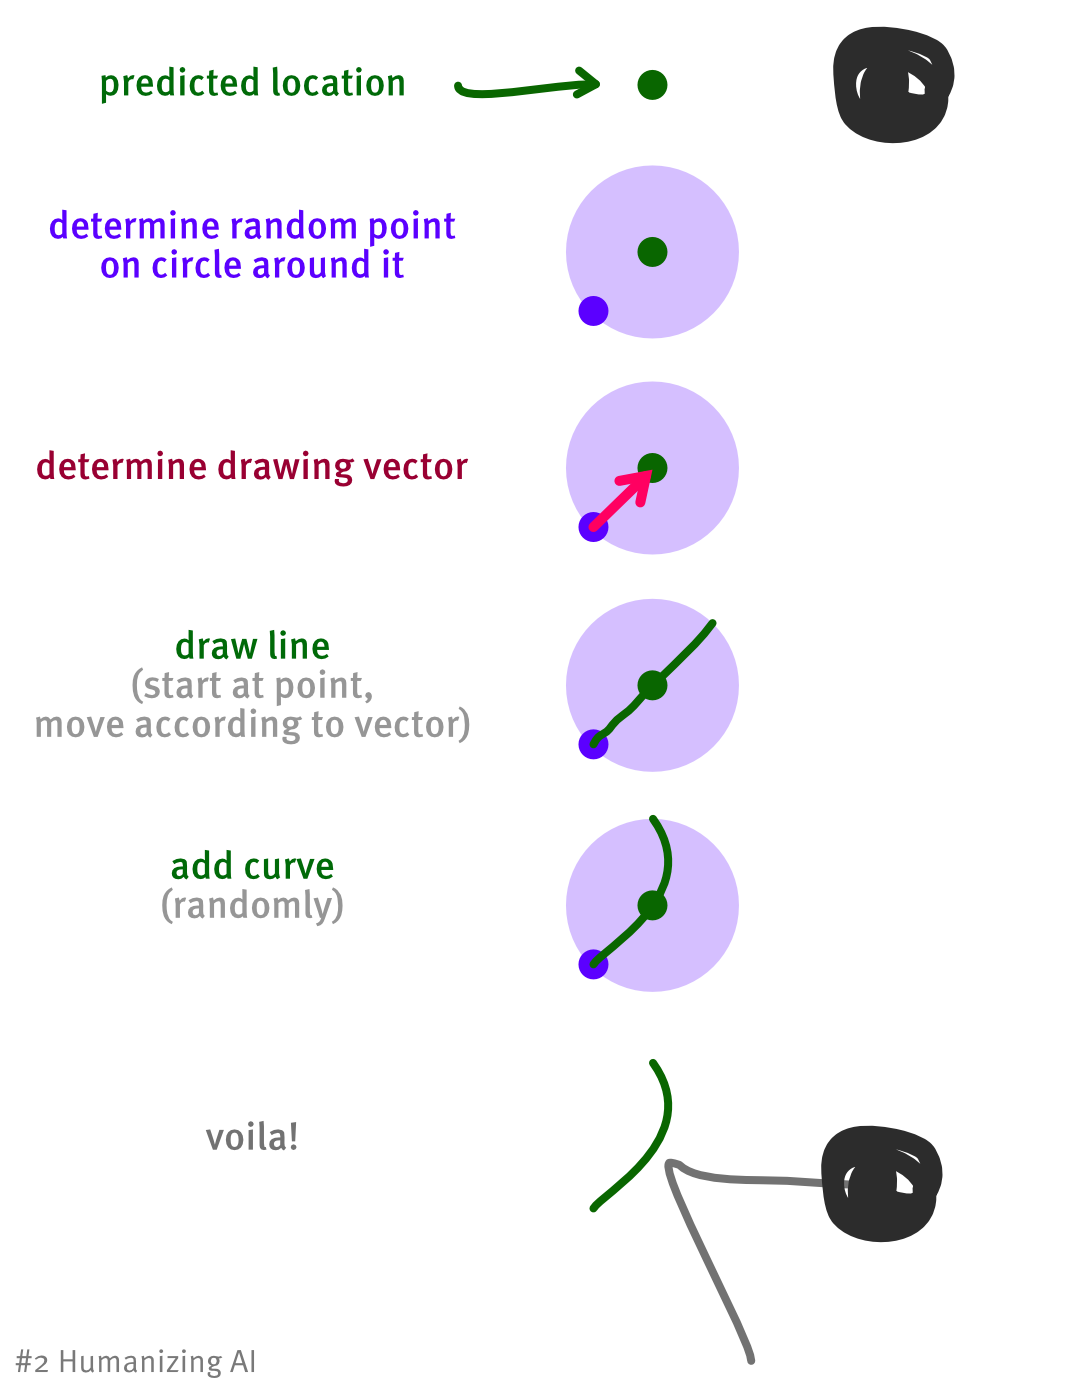 predicted location
determine random point
on circle around it
determine drawing vector
draw line
(start at point,
move according to vector)
add curve
(randomly)
voila!
#2 Humanizing AI